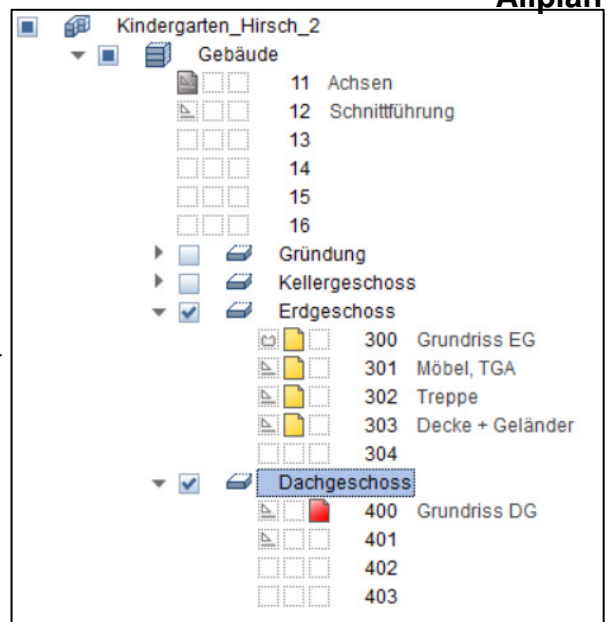 Allplan
Kindergarten_Hirsch_2
Gebäude
11 Achsen
12 Schnittführung
13
14
15
16
Gründung
Kellergeschoss
Erdgeschoss
300 Grundriss EG
301 Möbel, TGA
302 Treppe
303 Decke + Geländer
304
Dachgeschoss
400 Grundriss DG
401
402
403